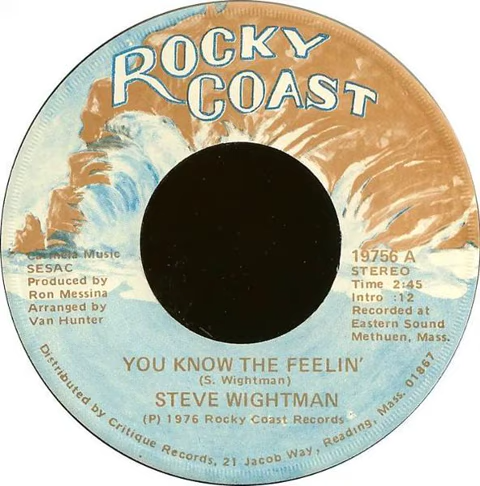 ROCKY
COAST
Carmela Music
SESAC
Produced by
Ron Messina
Arranged by
Van Hunter
19756 A
STEREO
Time 2:45
Intro :12
Recorded at
Eastern Sound
Methuen, Mass.
YOU KNOW THE FEELIN'
(S. Wightman)
STEVE WIGHTMAN
(P) 1976 Rocky Coast Records
Distributed by Critique Records, 21 Jacob Way, Reading, Mass. 01867